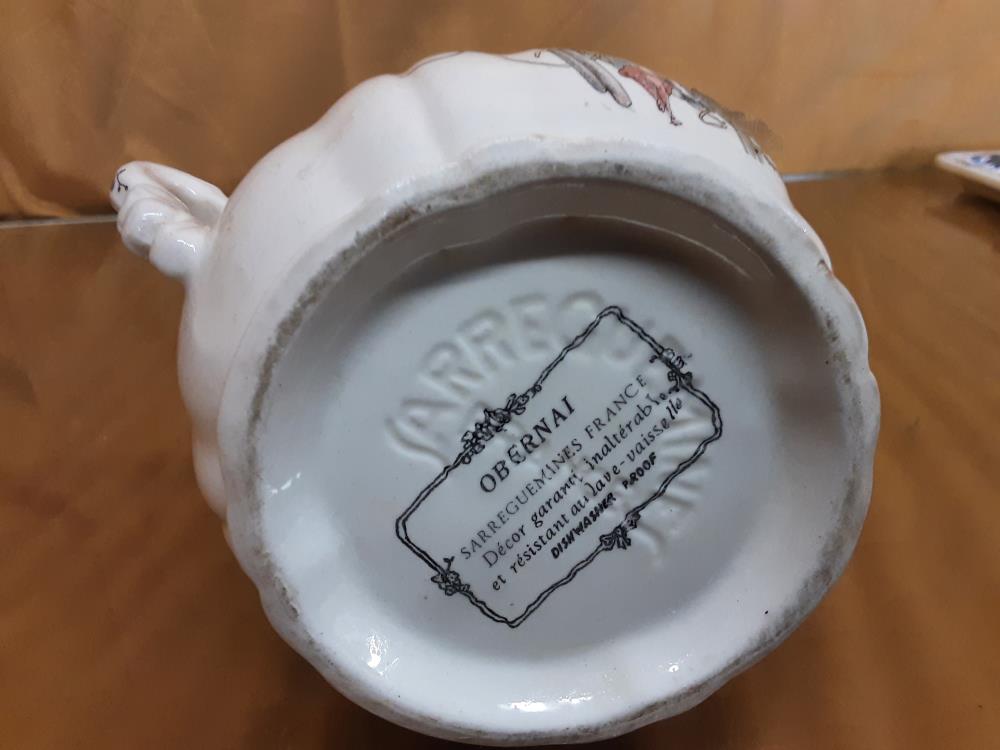 OBERNAI
SARREGUEMINES FRANCE
Décor garanti inaltérable
et résistant au lave-vaisselle
DISHWASHER PROOF